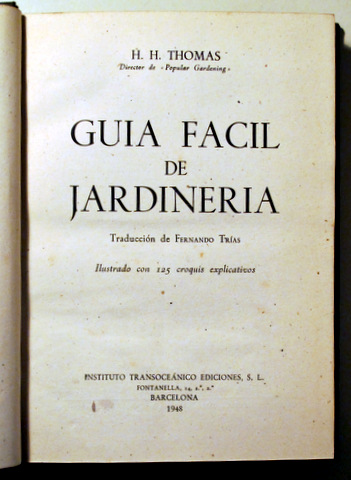 H. H. THOMAS
Director de «Popular Gardening»
GUIA FACIL
DE
JARDINERIA
Traducción de FERNANDO TRÍAS
Ilustrado con 125 croquis explicativos
INSTITUTO TRANSOCEÁNICO EDICIONES, S. L.
FONTANELLA, 14, 2.º, 2.ª
BARCELONA
1948